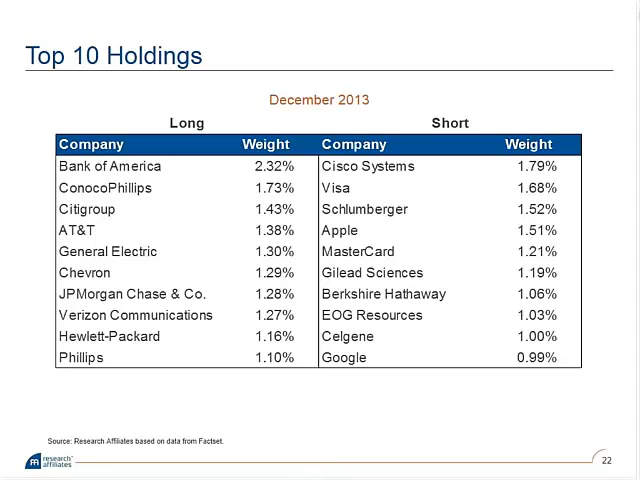 Top 10 Holdings
December 2013
Long Short
Company Weight Company Weight
Bank of America 2.32% Cisco Systems 1.79%
ConocoPhillips 1.73% Visa 1.68%
Citigroup 1.43% Schlumberger 1.52%
AT&T 1.38% Apple 1.51%
General Electric 1.30% MasterCard 1.21%
Chevron 1.29% Gilead Sciences 1.19%
JPMorgan Chase & Co. 1.28% Berkshire Hathaway 1.06%
Verizon Communications 1.27% EOG Resources 1.03%
Hewlett-Packard 1.16% Celgene 1.00%
Phillips 1.10% Google 0.99%
Source: Research Affiliates based on data from Factset.
research
affiliates
22